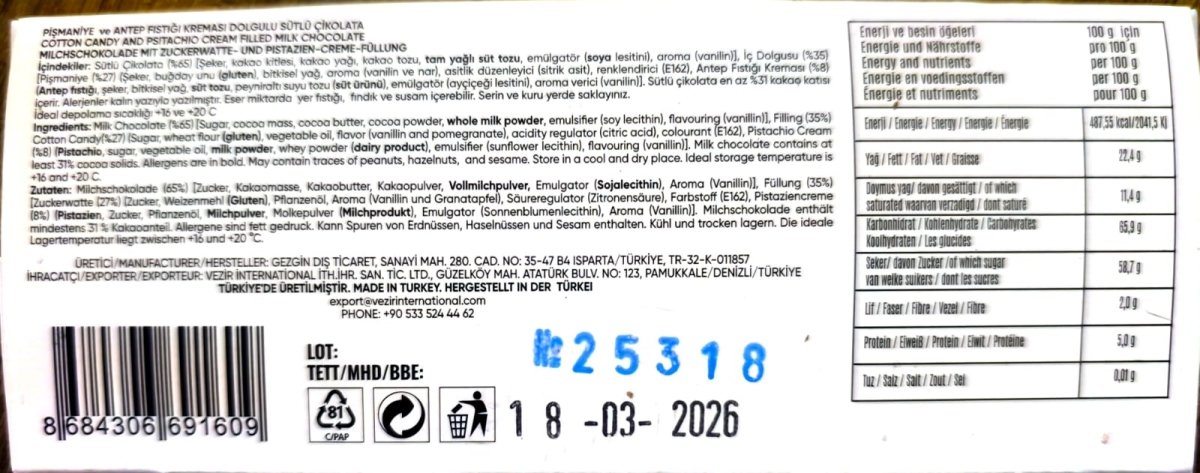 PİŞMANİYE ve ANTEP FISTIĞI KREMASI DOLGULU SÜTLÜ ÇİKOLATA
COTTON CANDY AND PSITACHIO CREAM FILLED MILK CHOCOLATE
MILCHSCHOKOLADE MIT ZUCKERWATTE- UND PISTAZIEN-CREME-FÜLLUNG
İçindekiler: Sütlü Çikolata (%65) [Şeker, kakao kitlesi, kakao yağı, kakao tozu, tam yağlı süt tozu, emülgatör (soya lesitini), aroma (vanilin)], İç Dolgusu (%35)
[Pişmaniye (%27) (Şeker, buğday unu (gluten), bitkisel yağ, aroma (vanilin ve nar), asitlik düzenleyici (sitrik asit), renklendirici (E162), Antep Fıstığı Kreması (%8)
(Antep fıstığı, şeker, bitkisel yağ, süt tozu, peyniraltı suyu tozu (süt ürünü), emülgatör (ayçiçeği lesitini), aroma verici (vanilin)]. Sütlü çikolata en az %31 kakao katısı
içerir. Alerjenler kalın yazıyla yazılmıştır. Eser miktarda yer fıstığı, fındık ve susam içerebilir. Serin ve kuru yerde saklayınız.
İdeal depolama sıcaklığı +16 ve +20 C
Ingredients: Milk Chocolate (%65) [Sugar, cocoa mass, cocoa butter, cocoa powder, whole milk powder, emulsifier (soy lecithin), flavouring (vanillin)], Filling (35%)
Cotton Candy(%27) (Sugar, wheat flour (gluten), vegetable oil, flavor (vanillin and pomegranate), acidity regulator (citric acid), colourant (E162), Pistachio Cream
(%8) (Pistachio, sugar, vegetable oil, milk powder, whey powder (dairy product), emulsifier (sunflower lecithin), flavouring (vanillin)]. Milk chocolate contains at
least 31% cocoa solids. Allergens are in bold. May contain traces of peanuts, hazelnuts, and sesame. Store in a cool and dry place. Ideal storage temperature is
+16 and +20 C.
Zutaten: Milchschokolade (65%) [Zucker, Kakaomasse, Kakaobutter, Kakaopulver, Vollmilchpulver, Emulgator (Sojalecithin), Aroma (Vanillin)], Füllung (35%)
[Zuckerwatte (27%) (Zucker, Weizenmehl (Gluten), Pflanzenöl, Aroma (Vanillin und Granatapfel), Säureregulator (Zitronensäure), Farbstoff (E162), Pistaziencreme
(8%) (Pistazien, Zucker, Pflanzenöl, Milchpulver, Molkepulver (Milchprodukt), Emulgator (Sonnenblumenlecithin), Aroma (Vanillin)]. Milchschokolade enthält
mindestens 31 % Kakaoanteil. Allergene sind fett gedruck. Kann Spuren von Erdnüssen, Haselnüssen und Sesam enthalten. Kühl und trocken lagern. Die ideale
Lagertemperatur liegt zwischen +16 und +20 °C.
ÜRETİCİ/MANUFACTURER/HERSTELLER: GEZGİN DIŞ TİCARET, SANAYİ MAH. 280. CAD. NO: 35-47 B4 ISPARTA/TÜRKİYE, TR-32-K-011857
İHRACATÇI/EXPORTER/EXPORTEUR: VEZİR INTERNATIONAL İTH.İHR. SAN. TİC. LTD., GÜZELKÖY MAH. ATATÜRK BULV. NO: 123, PAMUKKALE/DENİZLİ/TÜRKİYE
TÜRKİYE'DE ÜRETİLMİŞTİR. MADE IN TURKEY. HERGESTELLT IN DER TÜRKEI
export@vezirinternational.com
PHONE: +90 533 524 44 62
8 684306 691609
LOT:
№ 25318
TETT/MHD/BBE:
18 -03- 2026
81
C/PAP
Enerji ve besin öğeleri 100 g için
Energie und Nährstoffe pro 100 g
Energy and nutrients per 100 g
Energie en voedingsstoffen per 100 g
Énergie et nutriments pour 100 g
Enerji / Energie / Energy / Energie / Énergie 487,55 kcal/2041,5 Kj
Yağ / Fett / Fat / Vet / Graisse 22,4 g
Doymuş yag/ davon gesättigt / of which
saturated waarvan verzadigd / dont saturé 11,4 g
Karbonhidrat / Kohlenhydrate / Carbohyrates
Koolhydraten / Les glucides 65,9 g
Şeker/ davon Zucker /of which sugar
van welke suikers / dont les sucres 58,7 g
Lif / Faser / Fibre / Vezel / Fibre 2,0 g
Protein / Eiweiß / Protein / Eiwit / Protéine 5,0 g
Tuz / Salz / Salt / Zout / Sel 0,01 g